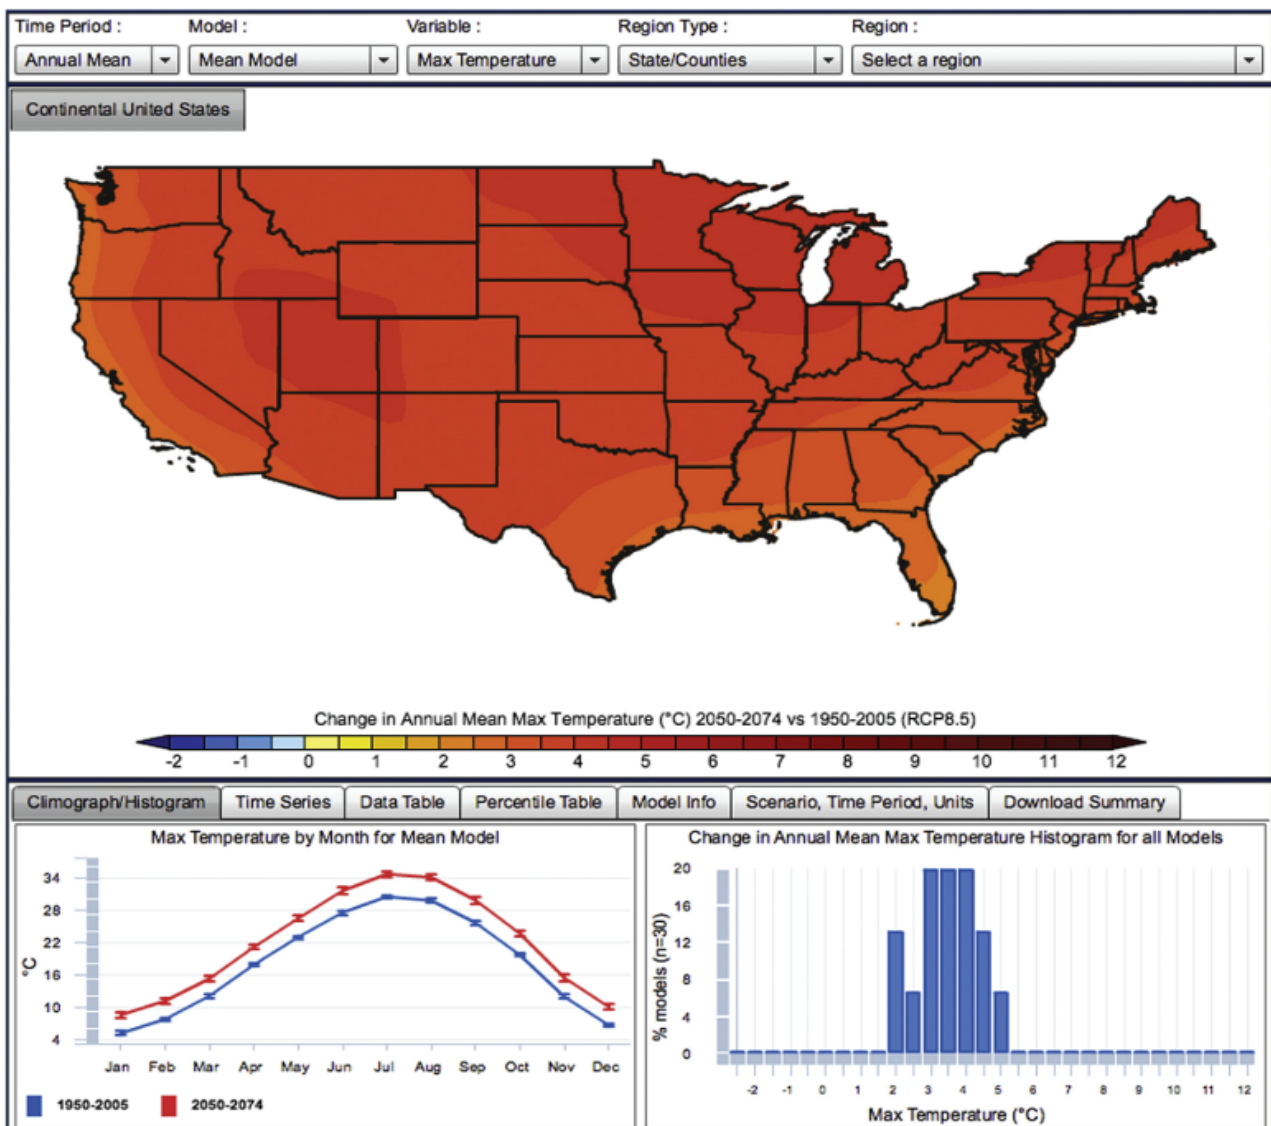 Time Period : Model : Variable : Region Type : Region :
Annual Mean Mean Model Max Temperature State/Counties Select a region
Continental United States
Change in Annual Mean Max Temperature (°C) 2050-2074 vs 1950-2005 (RCP8.5)
-2 -1 0 1 2 3 4 5 6 7 8 9 10 11 12
Climograph/Histogram Time Series Data Table Percentile Table Model Info Scenario, Time Period, Units Download Summary
Max Temperature by Month for Mean Model
34
28
22
16
10
4
°C
Jan Feb Mar Apr May Jun Jul Aug Sep Oct Nov Dec
1950-2005 2050-2074
Change in Annual Mean Max Temperature Histogram for all Models
20
16
12
8
4
0
% models (n=30)
-2 -1 0 1 2 3 4 5 6 7 8 9 10 11 12
Max Temperature (°C)